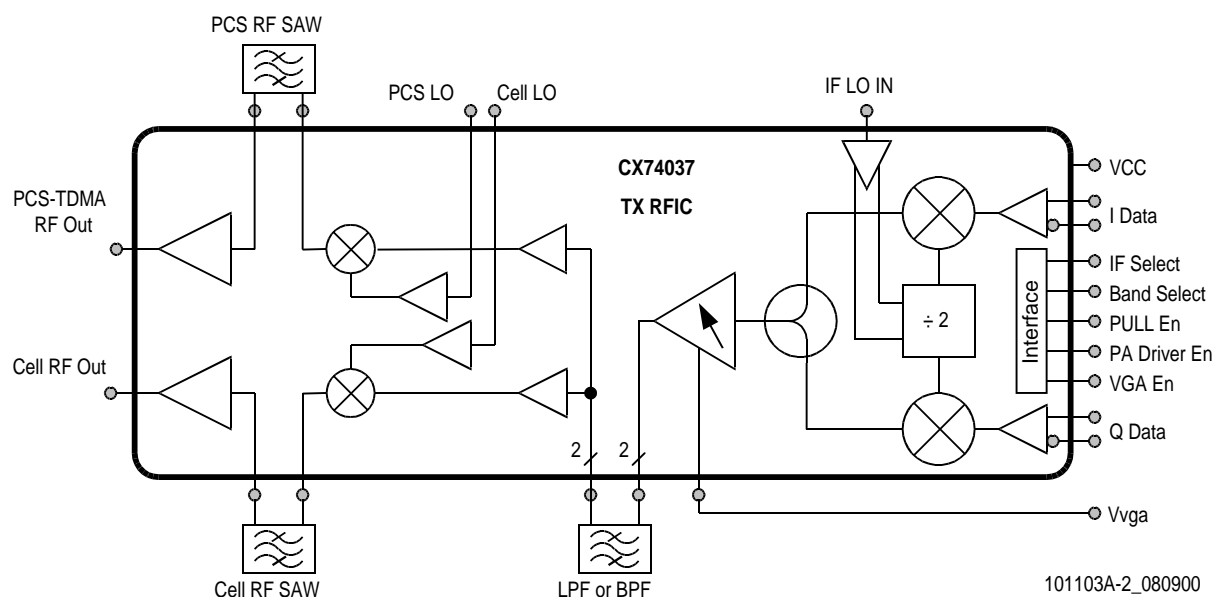 PCS RF SAW
PCS LO
Cell LO
IF LO IN
CX74037
TX RFIC
VCC
I Data
PCS-TDMA
RF Out
IF Select
Band Select
PULL En
PA Driver En
VGA En
Interface
÷ 2
Cell RF Out
Q Data
2
2
Vvga
Cell RF SAW
LPF or BPF
101103A-2_080900